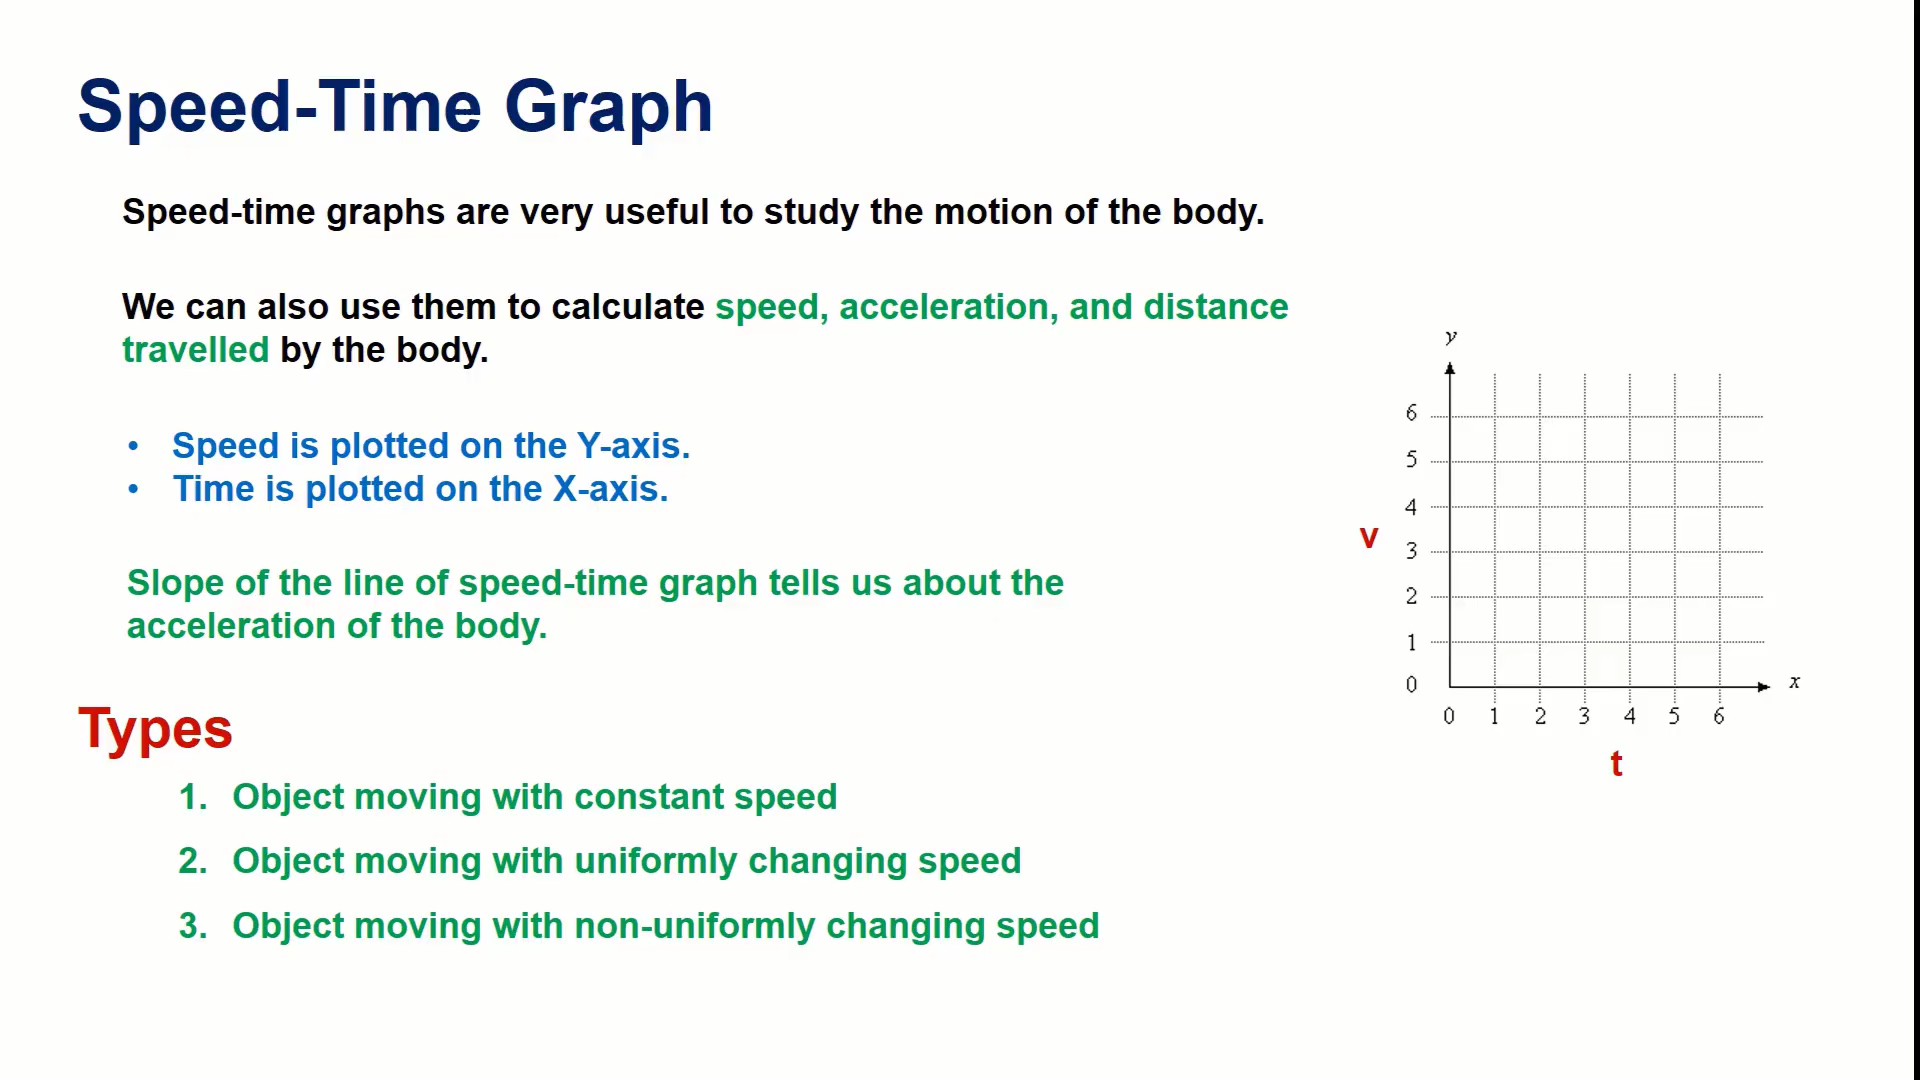 Speed-Time Graph
Speed-time graphs are very useful to study the motion of the body.
We can also use them to calculate speed, acceleration, and distance
travelled by the body.
• Speed is plotted on the Y-axis.
• Time is plotted on the X-axis.
Slope of the line of speed-time graph tells us about the
acceleration of the body.
Types
1. Object moving with constant speed
2. Object moving with uniformly changing speed
3. Object moving with non-uniformly changing speed
y
6
5
4
v
3
2
1
0
x
0 1 2 3 4 5 6
t